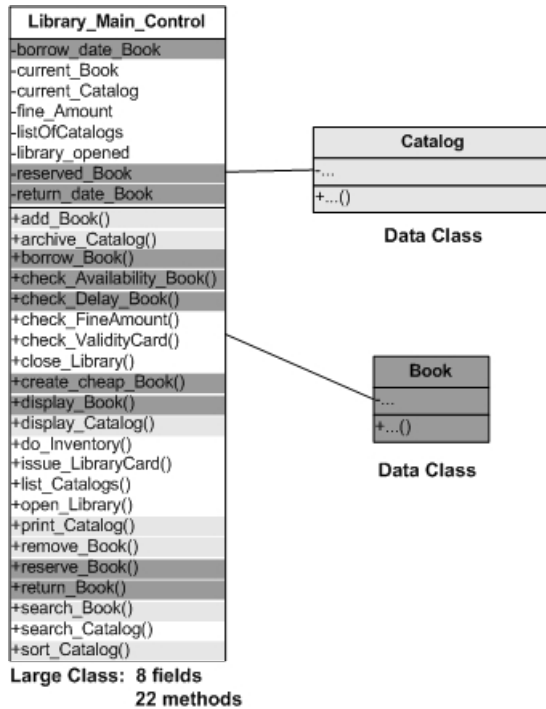 Library_Main_Control
-borrow_date_Book
-current_Book
-current_Catalog
-fine_Amount
-listOfCatalogs
-library_opened
-reserved_Book
-return_date_Book
+add_Book()
+archive_Catalog()
+borrow_Book()
+check_Availability_Book()
+check_Delay_Book()
+check_FineAmount()
+check_ValidityCard()
+close_Library()
+create_cheap_Book()
+display_Book()
+display_Catalog()
+do_Inventory()
+issue_LibraryCard()
+list_Catalogs()
+open_Library()
+print_Catalog()
+remove_Book()
+reserve_Book()
+return_Book()
+search_Book()
+search_Catalog()
+sort_Catalog()
Large Class: 8 fields
22 methods
Catalog
-...
+...()
Data Class
Book
-...
+...()
Data Class